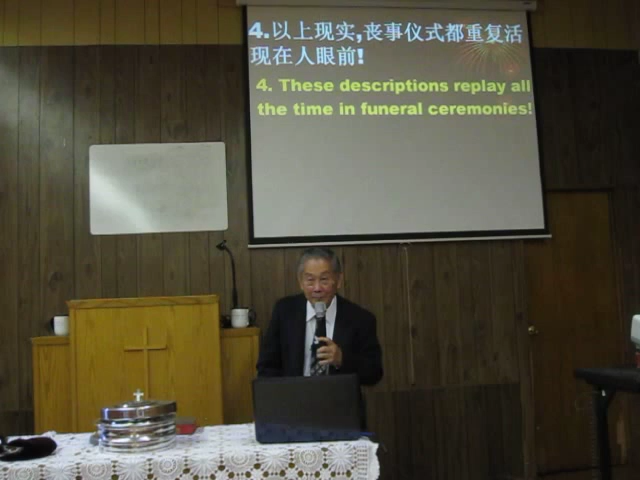 4.以上现实,丧事仪式都重复活
现在人眼前!
4. These descriptions replay all
the time in funeral ceremonies!